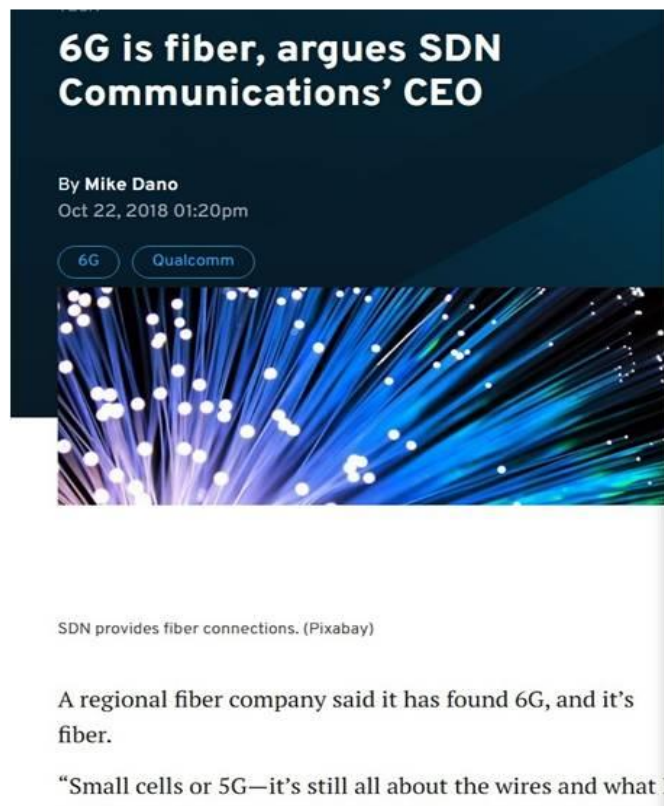 6G is fiber, argues SDN
Communications’ CEO
By Mike Dano
Oct 22, 2018 01:20pm
6G
Qualcomm
SDN provides fiber connections. (Pixabay)
A regional fiber company said it has found 6G, and it’s
fiber.
“Small cells or 5G—it’s still all about the wires and what